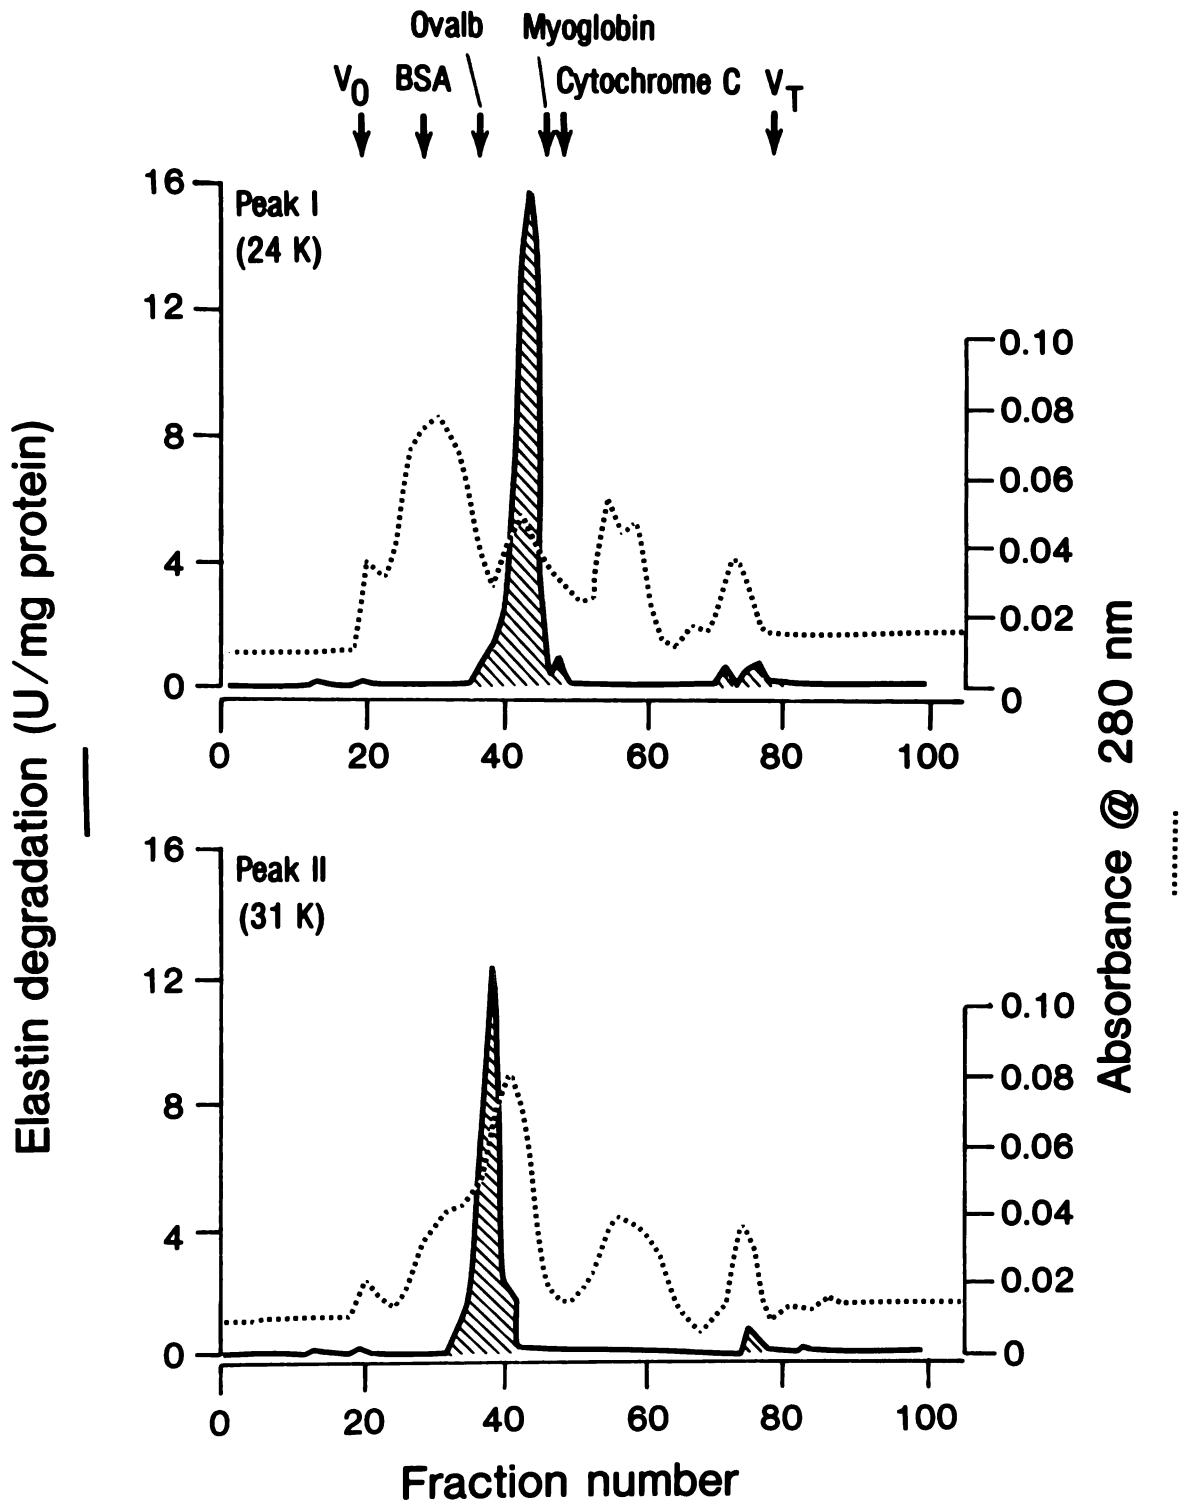 Ovalb Myoglobin
V0 BSA Cytochrome C VT
Peak I
(24 K)
16
12
8
4
0
0.10
0.08
0.06
0.04
0.02
0
0 20 40 60 80 100
Elastin degradation (U/mg protein)
Absorbance @ 280 nm
Peak II
(31 K)
16
12
8
4
0
0.10
0.08
0.06
0.04
0.02
0
0 20 40 60 80 100
Fraction number